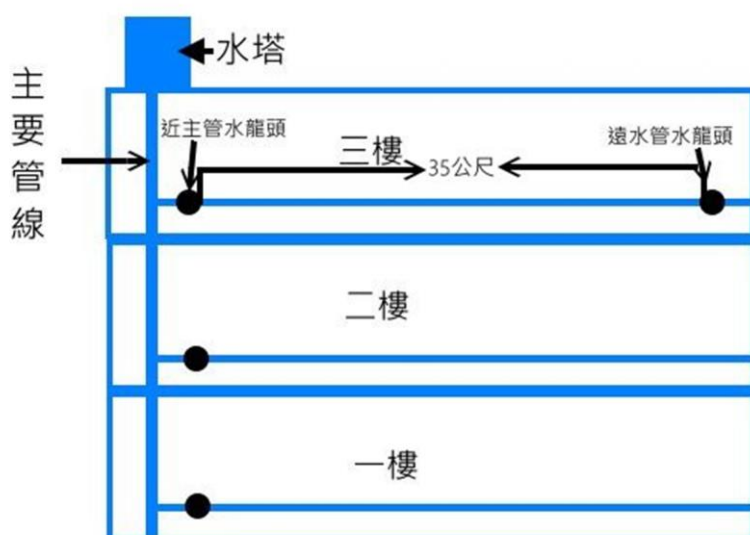 水塔
主要管線
近主管水龍頭
三樓
35公尺
遠水管水龍頭
二樓
一樓